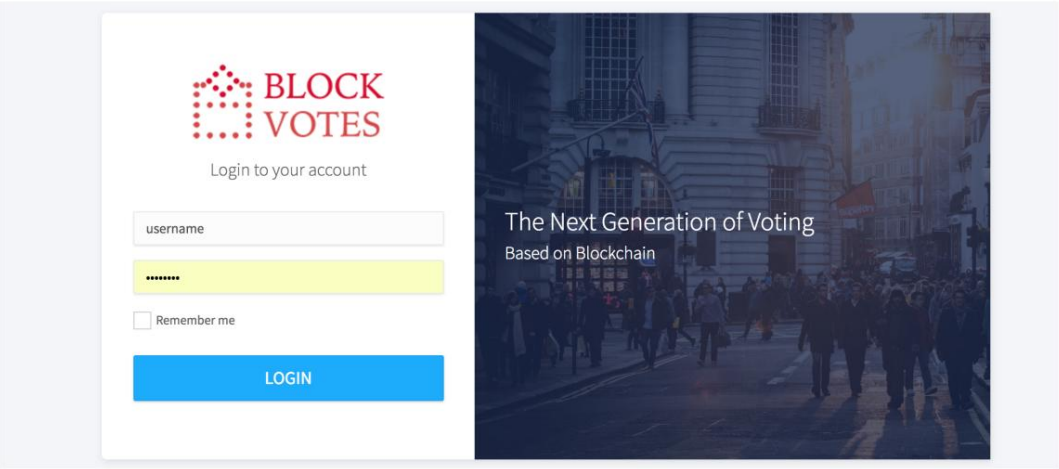 BLOCK
VOTES
Login to your account
username
••••••••
Remember me
LOGIN
The Next Generation of Voting
Based on Blockchain